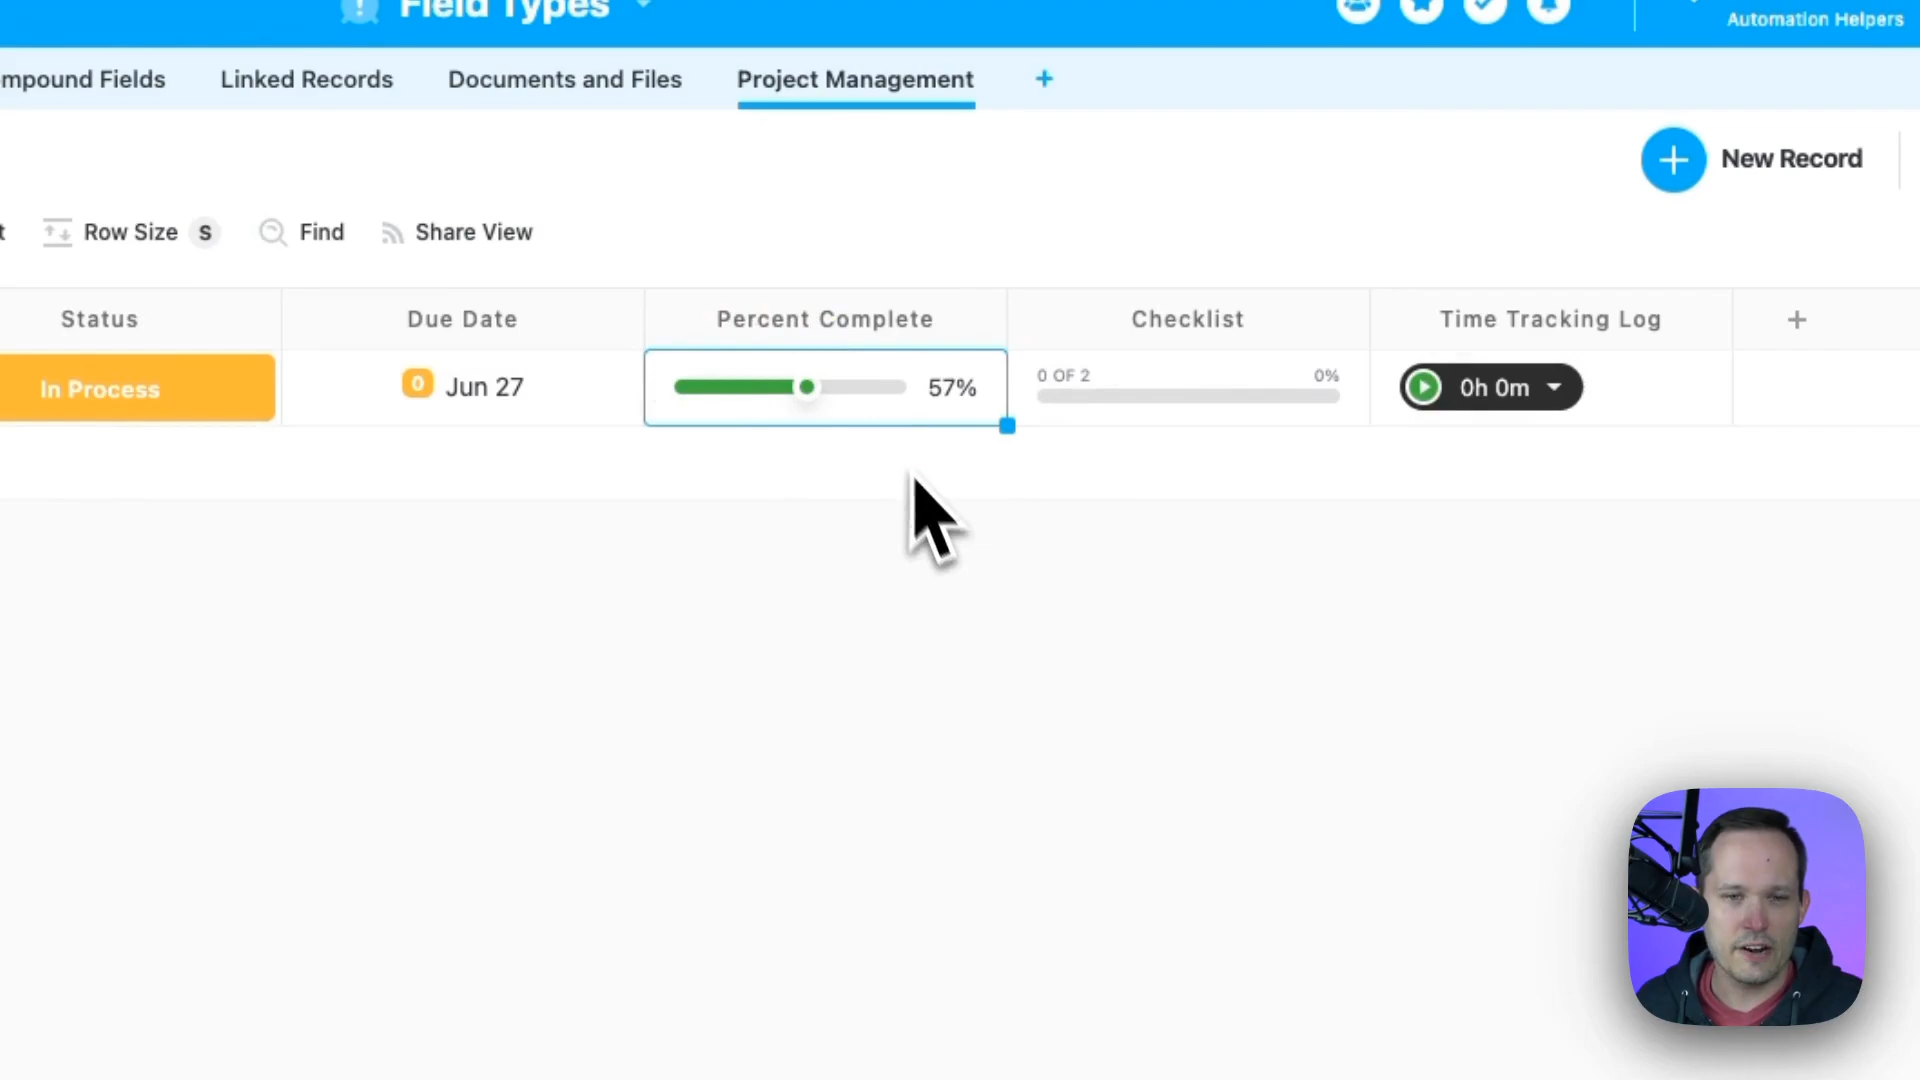 Field Types
Automation Helpers
mpound Fields Linked Records Documents and Files Project Management +
New Record
t Row Size S Find Share View
Status Due Date Percent Complete Checklist Time Tracking Log +
In Process 0 Jun 27 57% 0 OF 2 0% 0h 0m